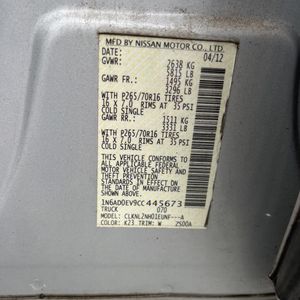 MFD BY NISSAN MOTOR CO., LTD.
DATE: 04/12
GVWR: 2638 KG
5815 LB
GAWR FR: 1495 KG
3296 LB
WITH P265/70R16 TIRES
16 X 7.0 RIMS AT 35 PSI
COLD SINGLE
GAWR RR: 1511 KG
3331 LB
WITH P265/70R16 TIRES
16 X 7.0 RIMS AT 35 PSI
COLD SINGLE
THIS VEHICLE CONFORMS TO
ALL APPLICABLE FEDERAL
MOTOR VEHICLE SAFETY
STANDARDS IN EFFECT ON
THE DATE OF MANUFACTURE
SHOWN ABOVE
1N6AD0EV9CC445673
TRUCK 070
MODEL: CLKNL2NH01EUNF---A
COLOR: K23 TRIM: W 2500A